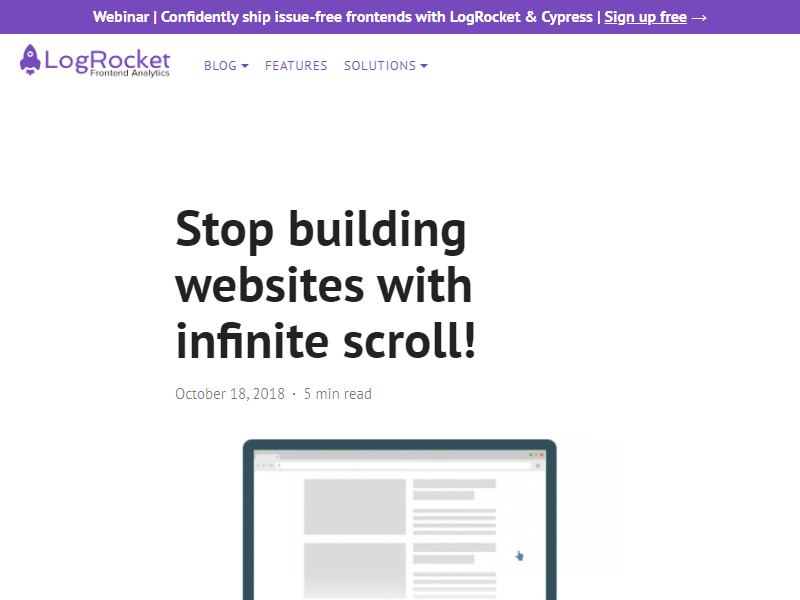 Webinar | Confidently ship issue-free frontends with LogRocket & Cypress | Sign up free →
LogRocket
Frontend Analytics
BLOG FEATURES SOLUTIONS
Stop building
websites with
infinite scroll!
October 18, 2018 · 5 min read